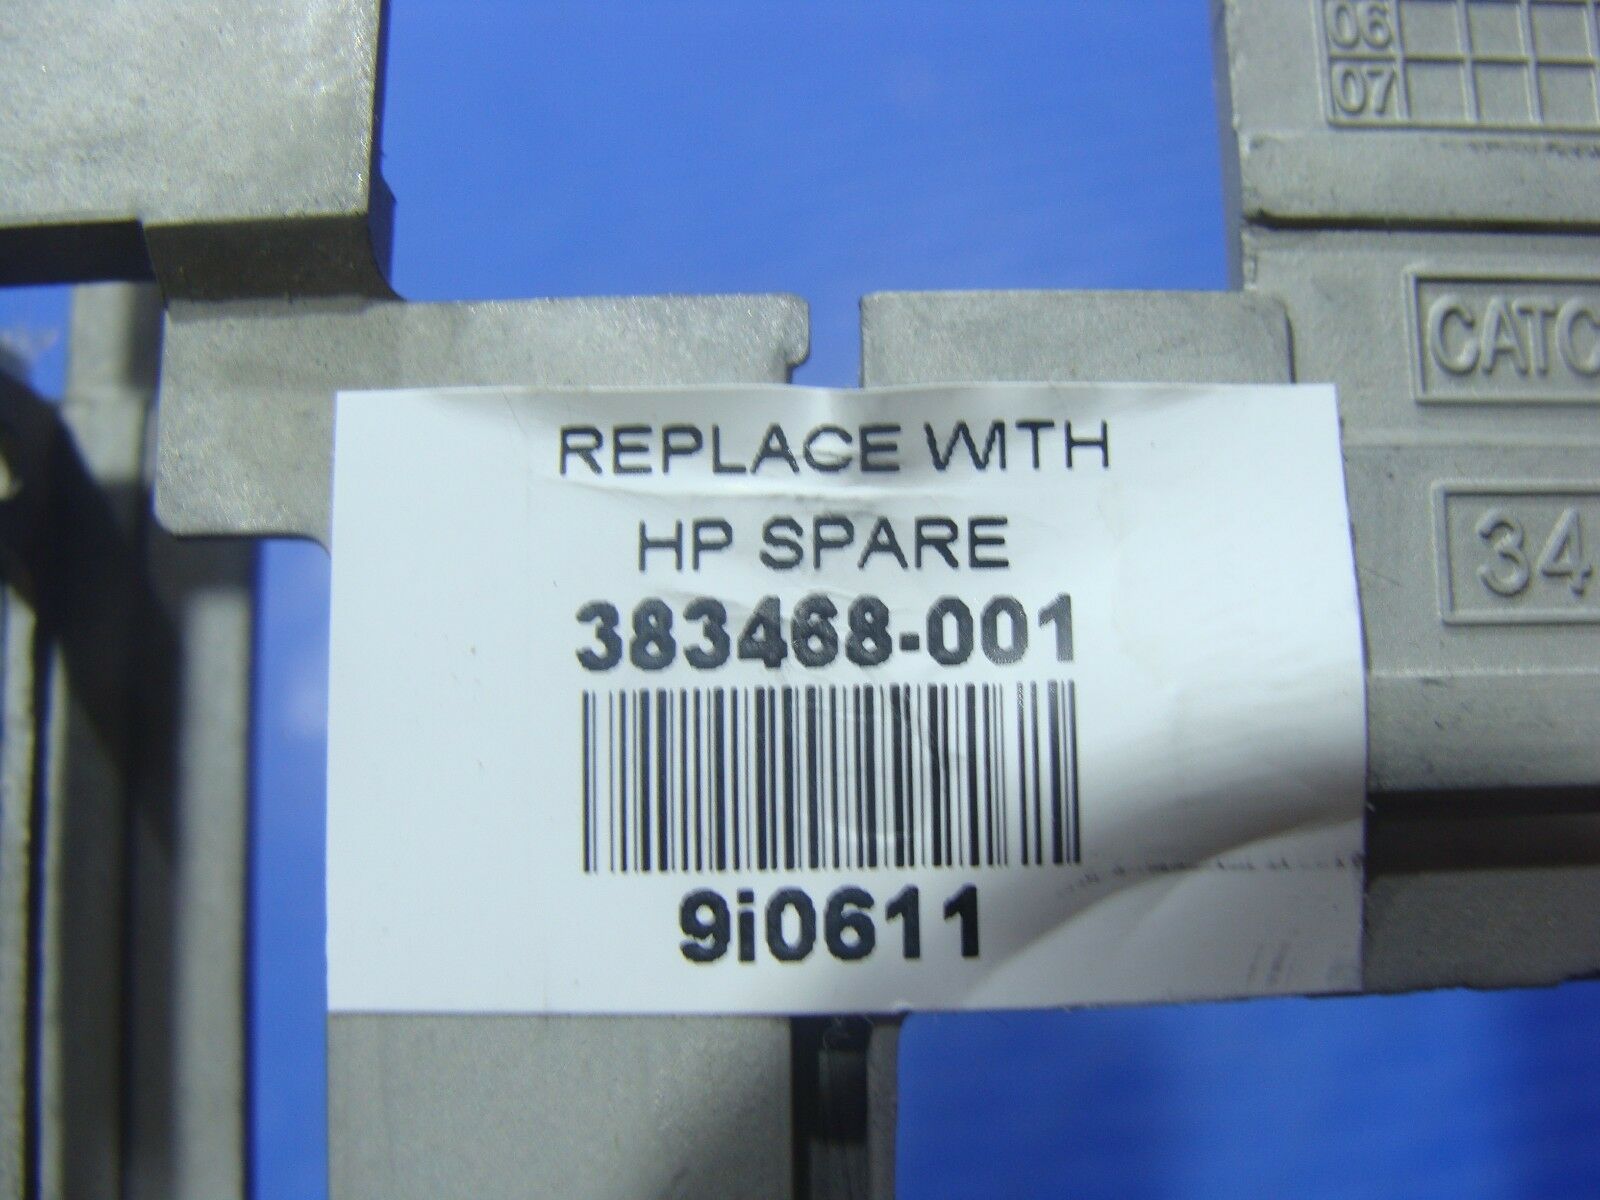 06
07
CATC
34
REPLACE WITH
HP SPARE
383468-001
9i0611